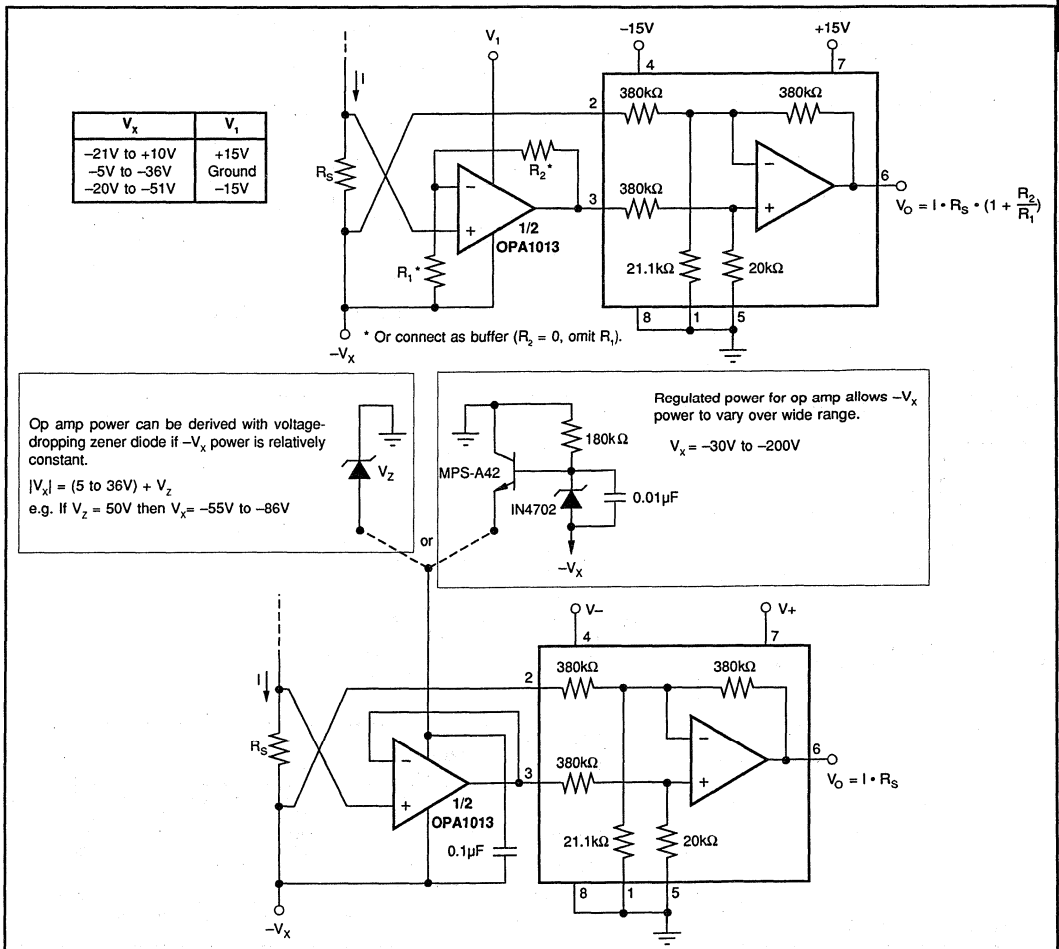 V₁
−15V
+15V
I
4
7
Vₓ V₁
−21V to +10V +15V
−5V to −36V Ground
−20V to −51V −15V
2
380kΩ
380kΩ
Rₛ
R₂*
−
+
1/2
OPA1013
3
380kΩ
−
+
6
V_O = I • Rₛ • (1 + R₂/R₁)
R₁*
21.1kΩ
20kΩ
8
1
5
−Vₓ
* Or connect as buffer (R₂ = 0, omit R₁).
Op amp power can be derived with voltage-
dropping zener diode if −Vₓ power is relatively
constant.
|Vₓ| = (5 to 36V) + V_Z
e.g. If V_Z = 50V then Vₓ= −55V to −86V
V_Z
or
MPS-A42
180kΩ
IN4702
0.01µF
−Vₓ
Regulated power for op amp allows −Vₓ
power to vary over wide range.
Vₓ = −30V to −200V
V−
V+
4
7
I
2
380kΩ
380kΩ
Rₛ
−
+
1/2
OPA1013
3
380kΩ
−
+
6
V_O = I • Rₛ
0.1µF
21.1kΩ
20kΩ
8
1
5
−Vₓ